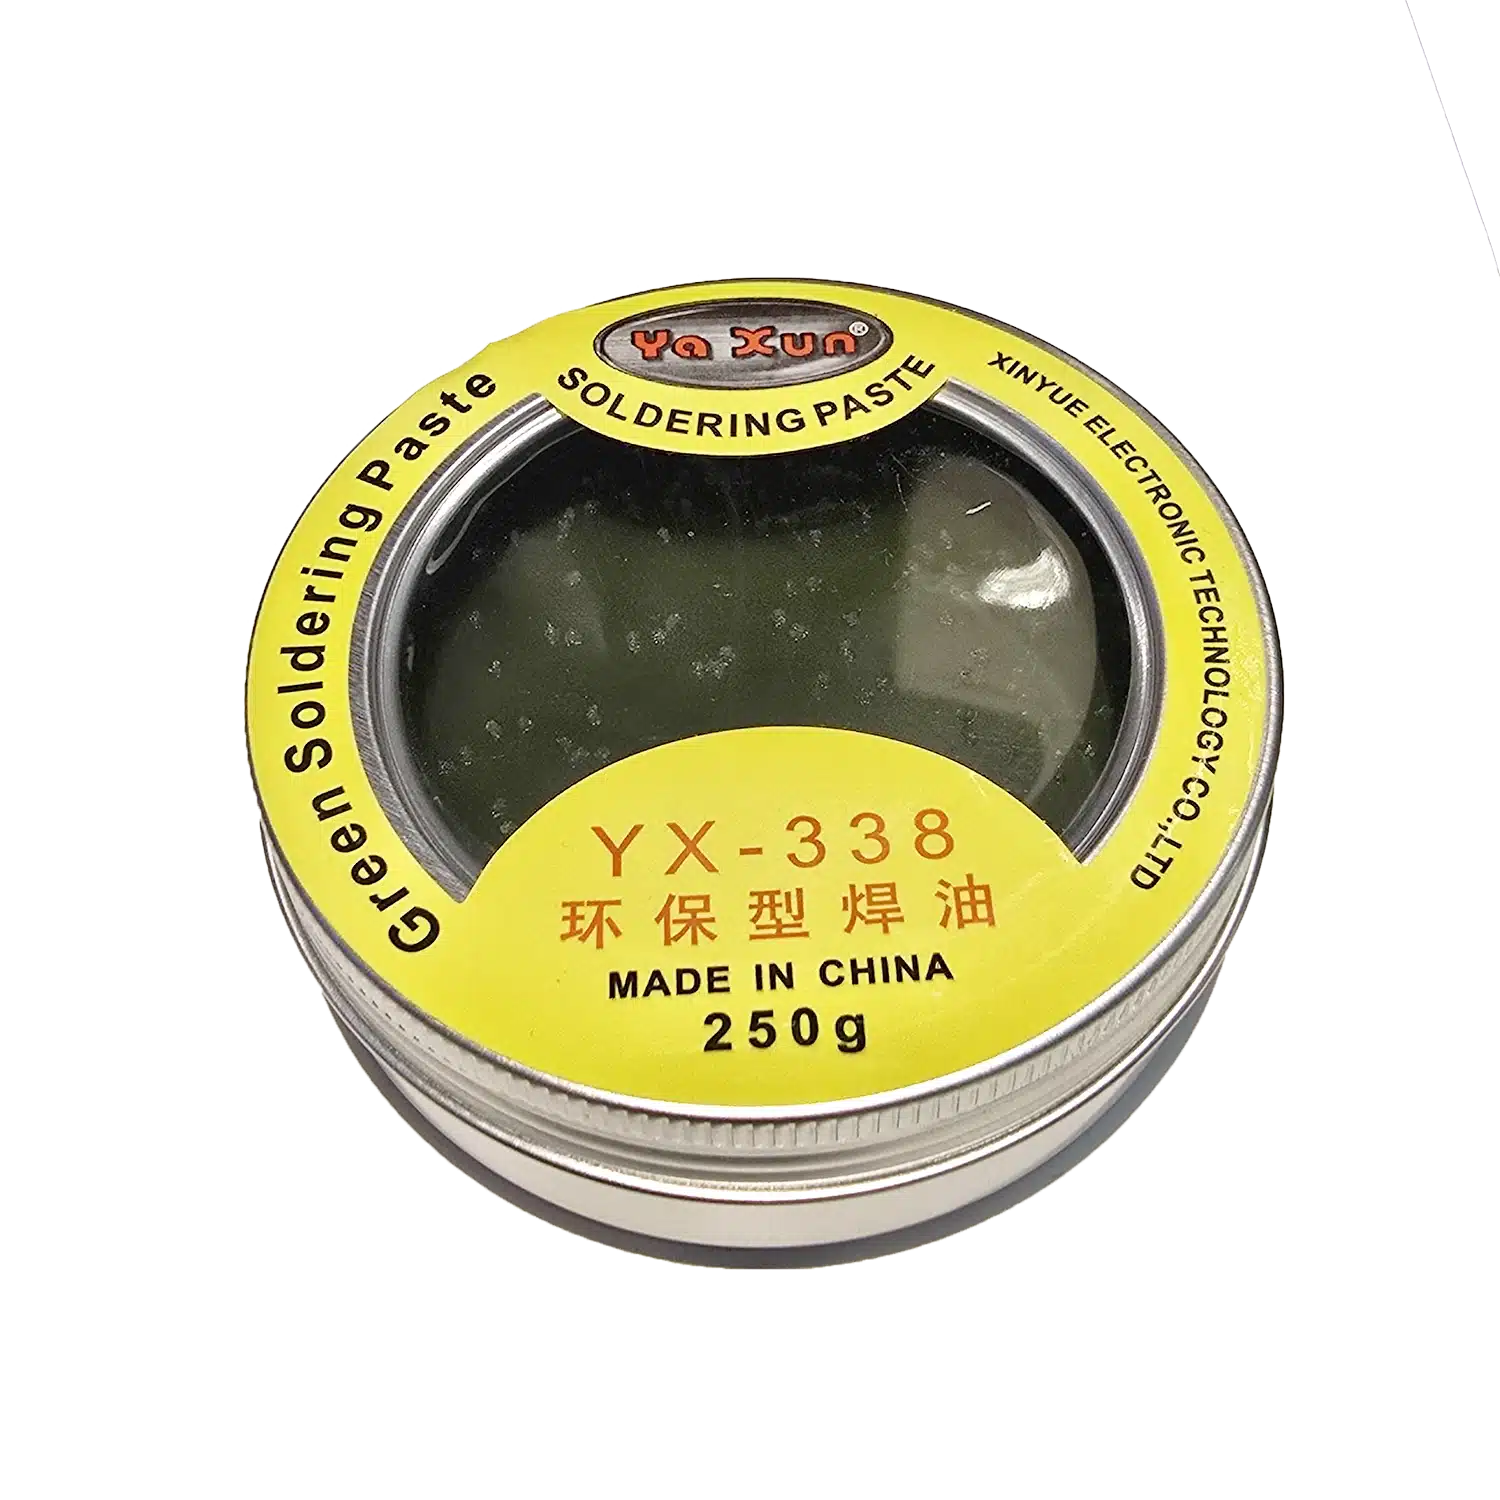 Ya Xun®
SOLDERING PASTE
Green Soldering Paste
XINYUE ELECTRONIC TECHNOLOGY CO.,LTD
YX-338
环保型焊油
MADE IN CHINA
250g